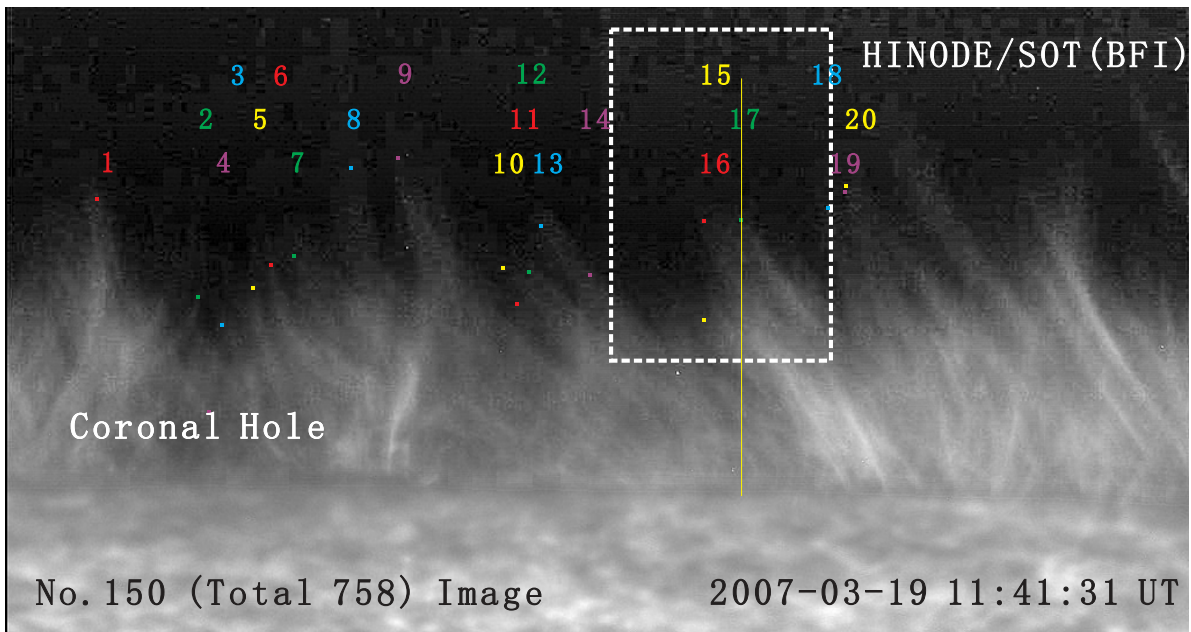 HINODE/SOT(BFI)
3 6 9 12 15 18
2 5 8 11 14 17 20
1 4 7 10 13 16 19
Coronal Hole
No.150 (Total 758) Image
2007-03-19 11:41:31 UT